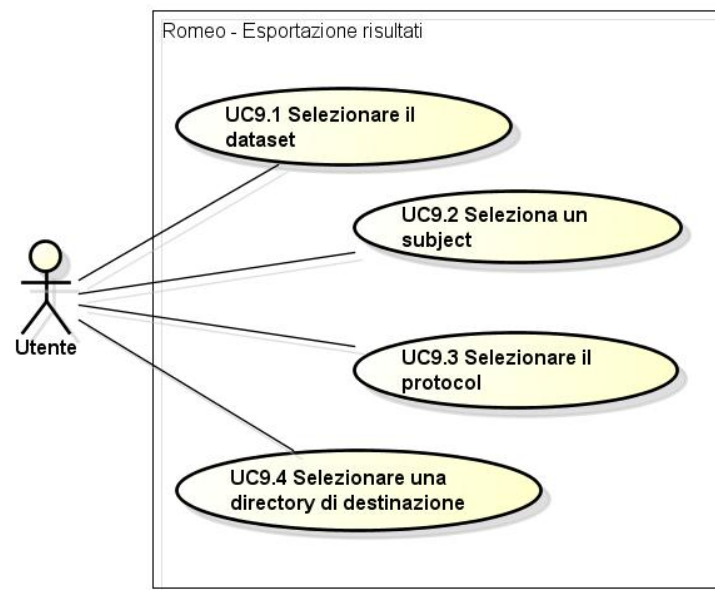 Romeo - Esportazione risultati
UC9.1 Selezionare il
dataset
UC9.2 Seleziona un
subject
Utente
UC9.3 Selezionare il
protocol
UC9.4 Selezionare una
directory di destinazione